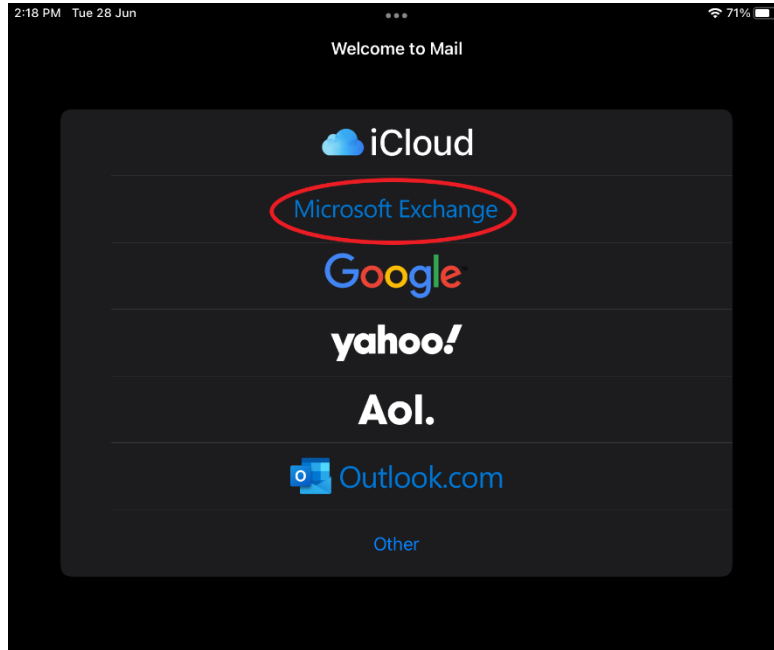 2:18 PM Tue 28 Jun 71%
Welcome to Mail
iCloud
Microsoft Exchange
Google
yahoo!
Aol.
Outlook.com
Other